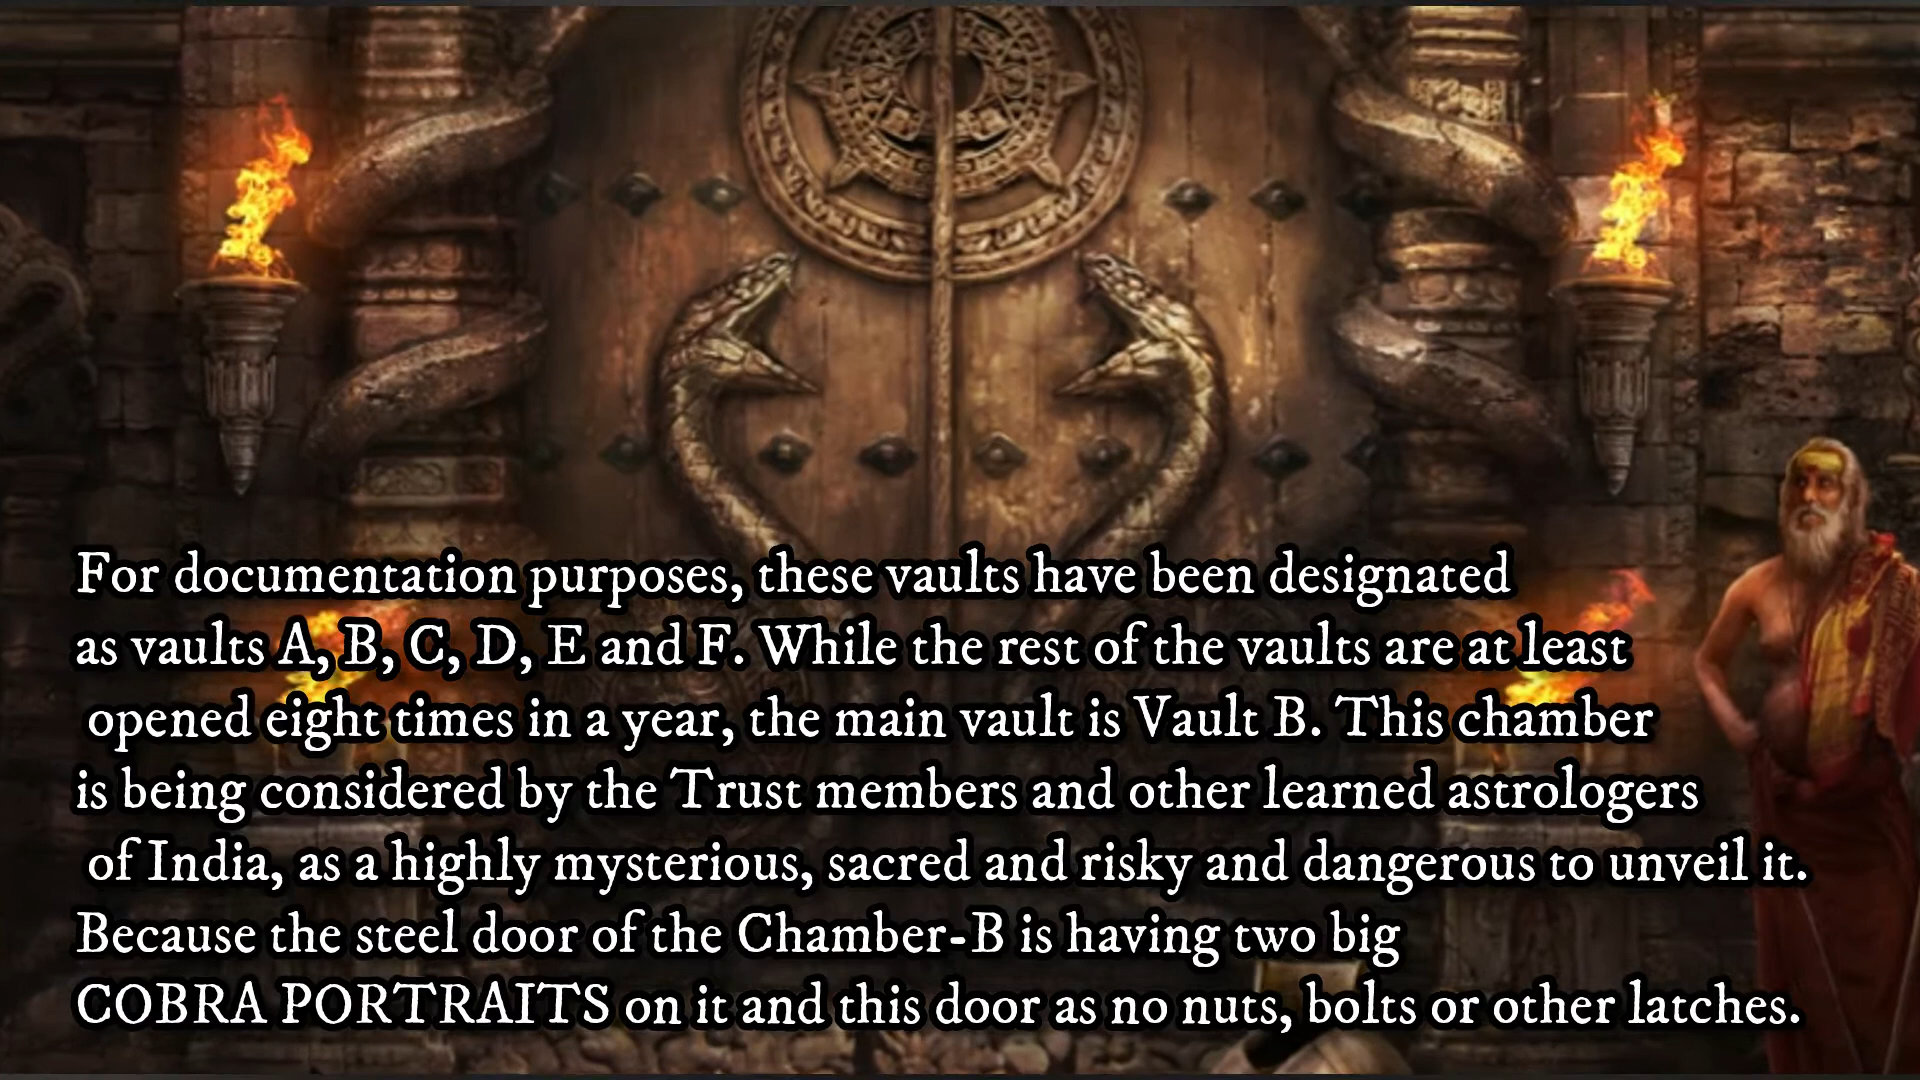 For documentation purposes, these vaults have been designated
as vaults A, B, C, D, E and F. While the rest of the vaults are at least
opened eight times in a year, the main vault is Vault B. This chamber
is being considered by the Trust members and other learned astrologers
of India, as a highly mysterious, sacred and risky and dangerous to unveil it.
Because the steel door of the Chamber-B is having two big
COBRA PORTRAITS on it and this door as no nuts, bolts or other latches.